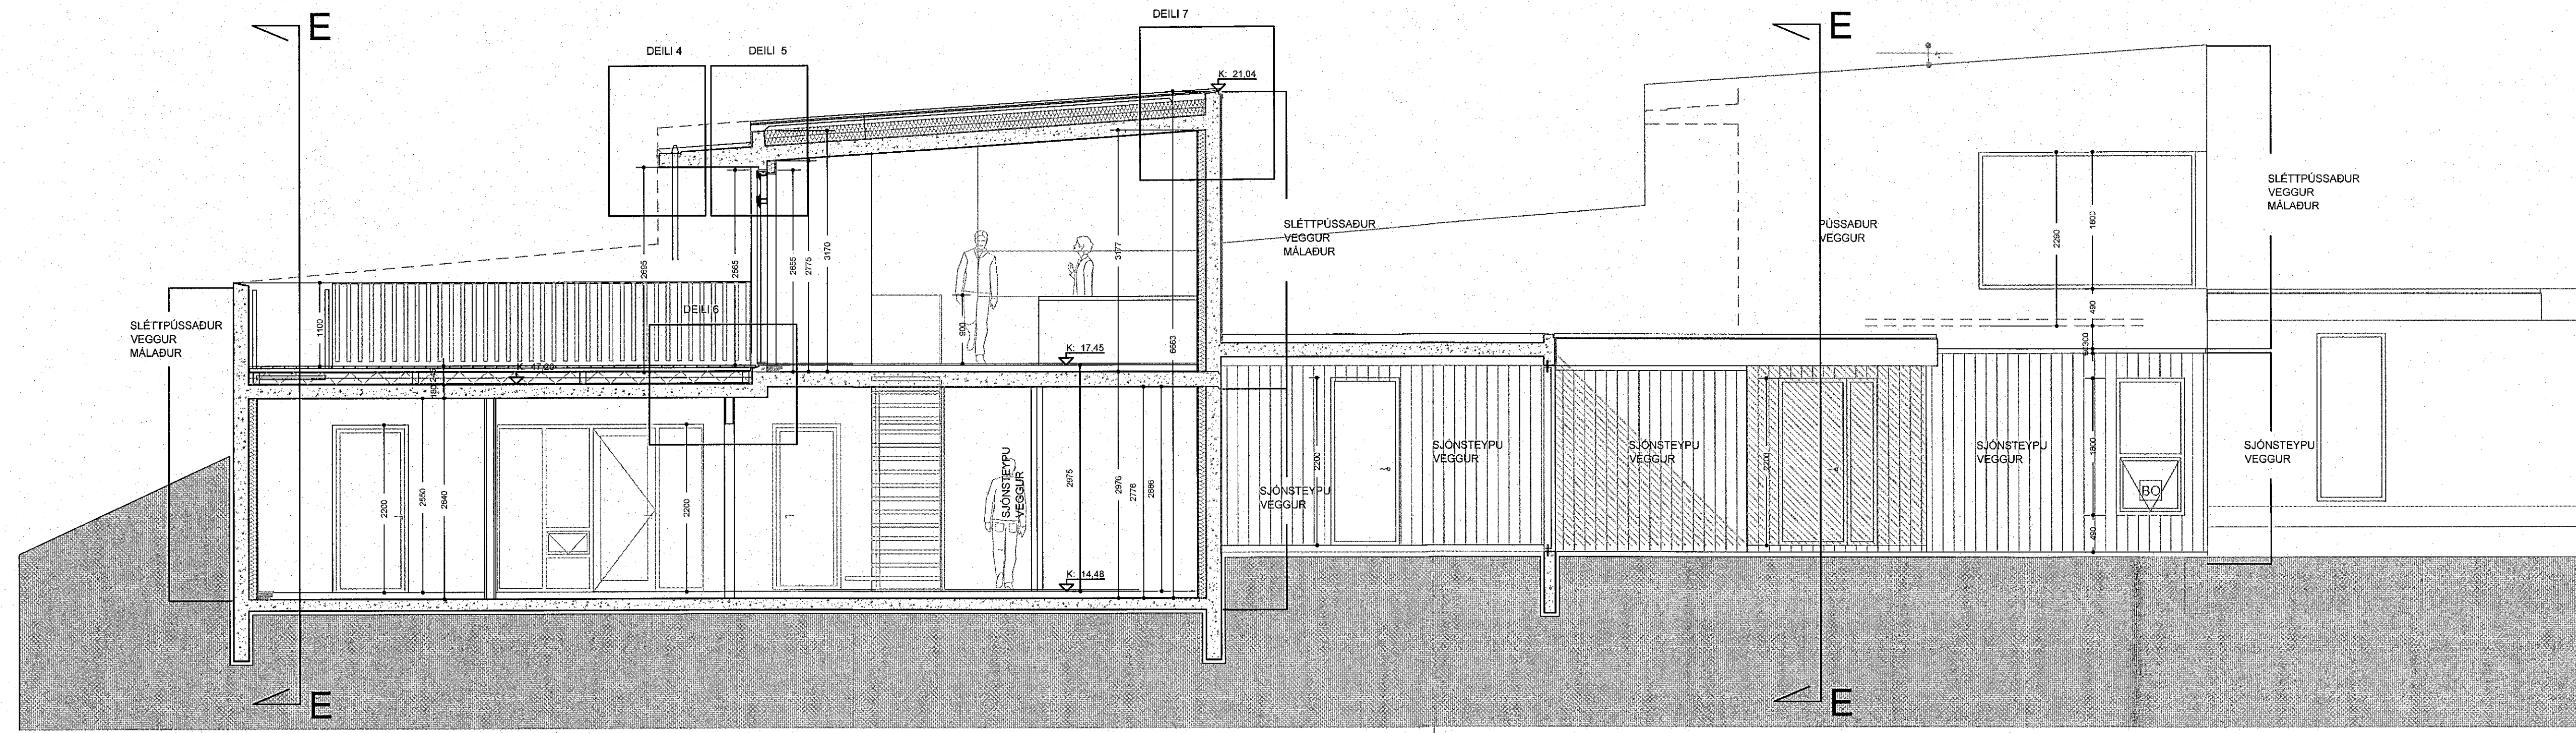 E
DEILI 4
DEILI 5
DEILI 7
E
K: 21,04
SLÉTTPÚSSAÐUR
VEGGUR
MÁLAÐUR
SLÉTTPÚSSAÐUR
VEGGUR
MÁLAÐUR
PÚSSAÐUR
VEGGUR
2290
1800
490
2695
2565
2655
2775
3170
3177
6663
900
1100
DEILI 6
SLÉTTPÚSSAÐUR
VEGGUR
MÁLAÐUR
K: 17,45
K: 17,20
2200
2550
2640
2200
SJÓNSTEYPU
VEGGUR
2975
2976
2776
2686
K: 14,48
SJÓNSTEYPU
VEGGUR
2200
SJÓNSTEYPU
VEGGUR
SJÓNSTEYPU
VEGGUR
2200
SJÓNSTEYPU
VEGGUR
1800
490
BO
SJÓNSTEYPU
VEGGUR
E
E